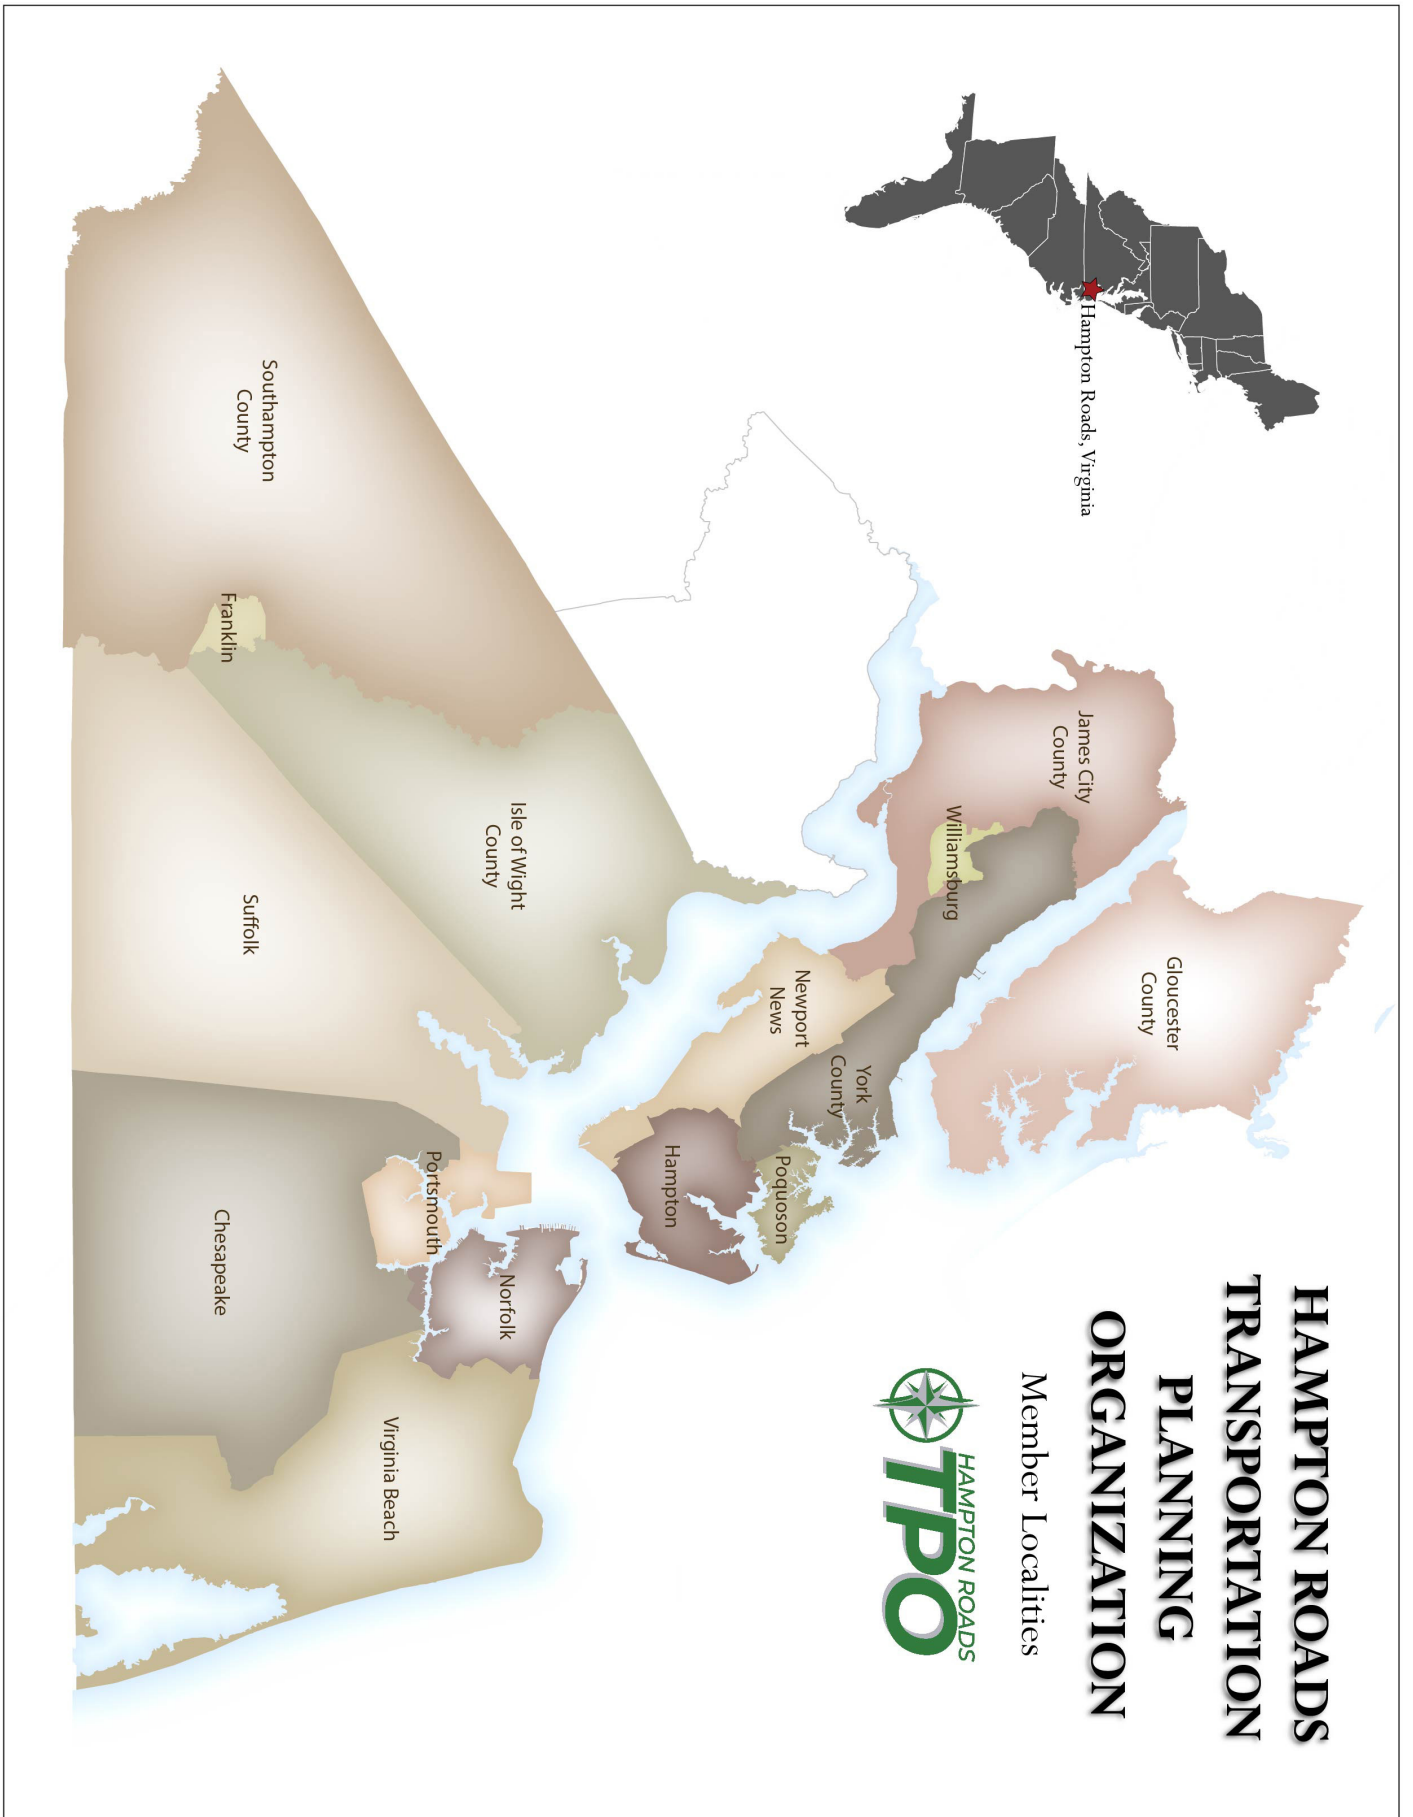 HAMPTON ROADS
TRANSPORTATION
PLANNING
ORGANIZATION
Member Localities
HAMPTON ROADS
TPO
Hampton Roads, Virginia
Gloucester
County
James City
County
Williamsburg
York
County
Newport
News
Poquoson
Hampton
Isle of Wight
County
Norfolk
Portsmouth
Virginia Beach
Southampton
County
Franklin
Suffolk
Chesapeake